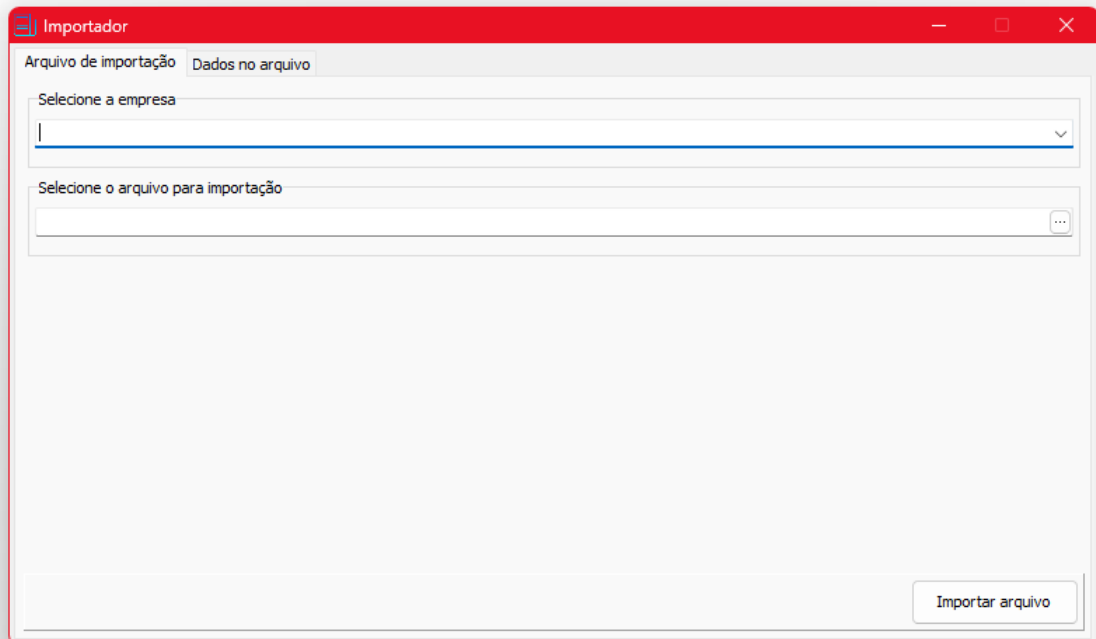 Importador
Arquivo de importação
Dados no arquivo
Selecione a empresa
Selecione o arquivo para importação
...
Importar arquivo